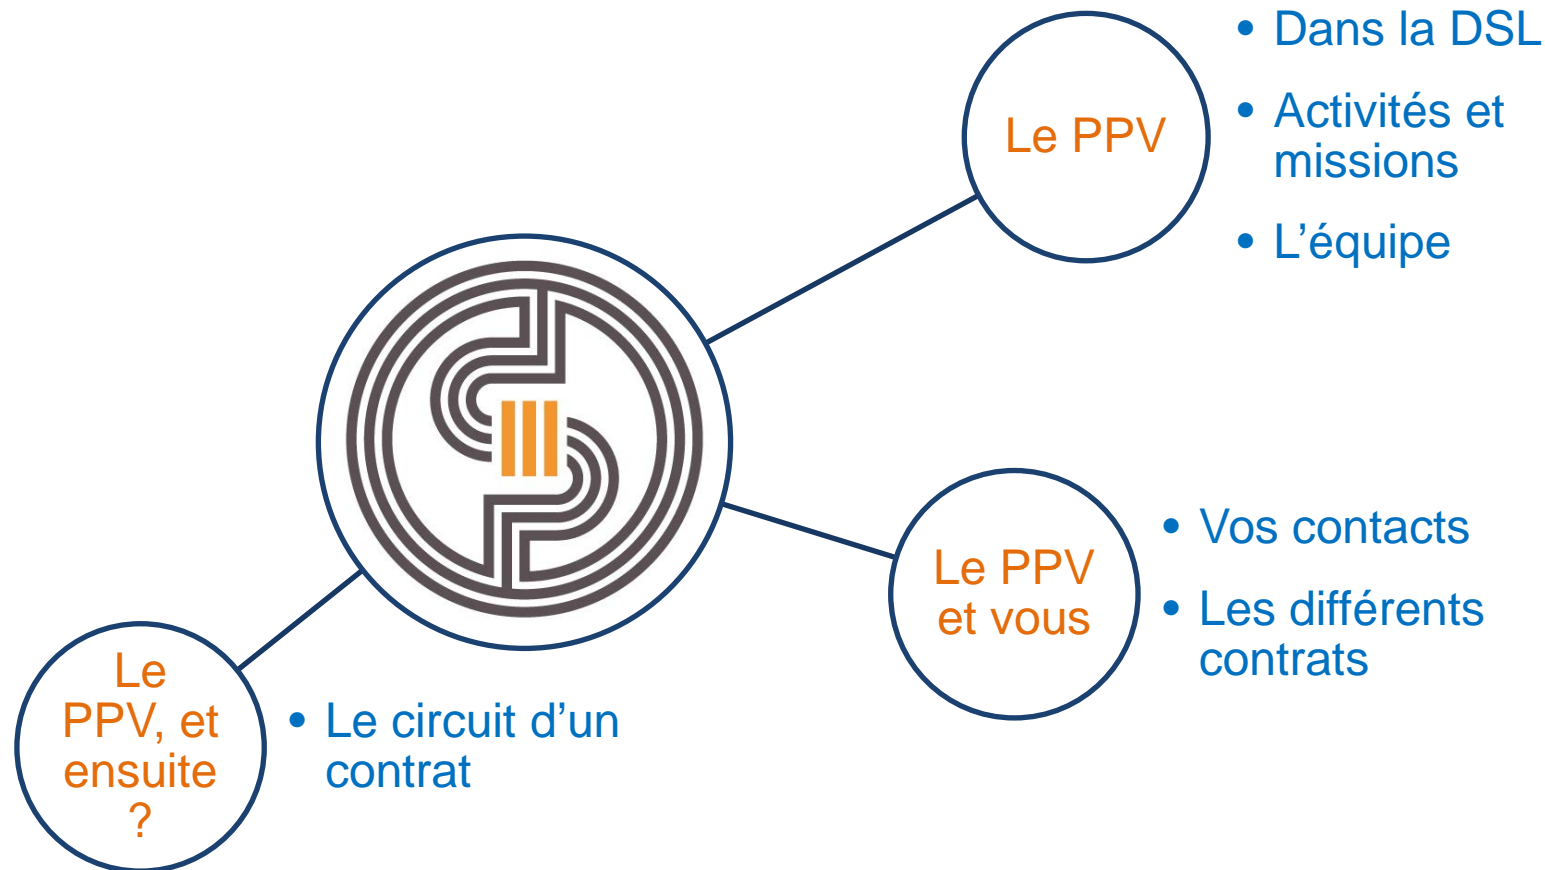 Le PPV
• Dans la DSL
• Activités et
missions
• L’équipe
Le PPV
et vous
• Vos contacts
• Les différents
contrats
Le
PPV, et
ensuite
?
• Le circuit d’un
contrat